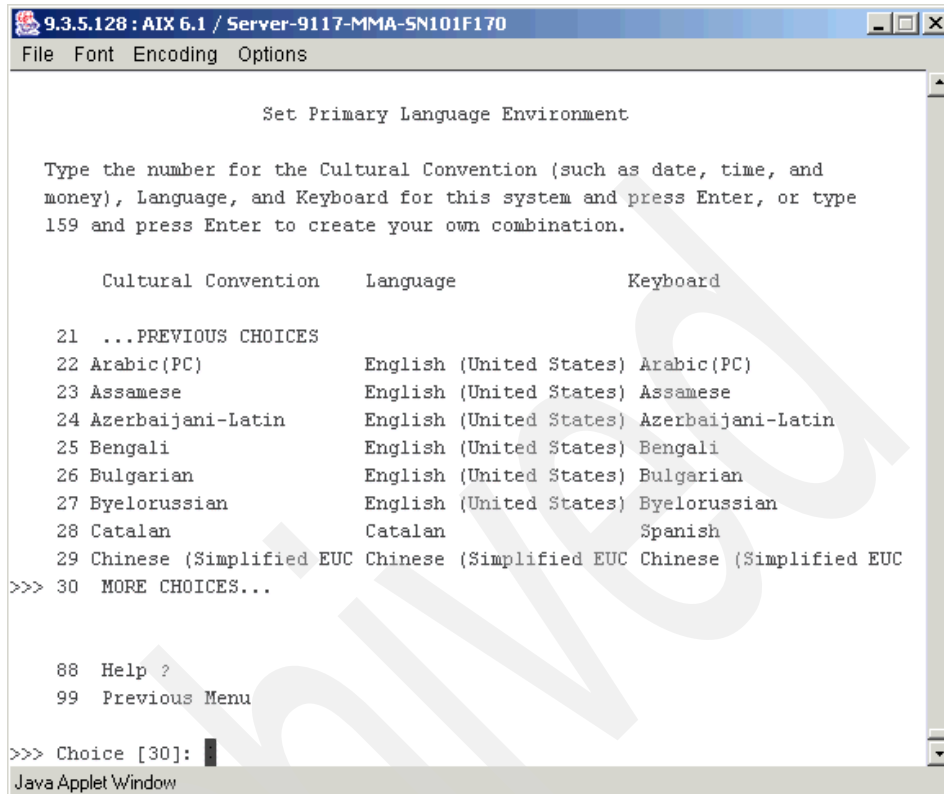 9.3.5.128 : AIX 6.1 / Server-9117-MMA-SN101F170
File Font Encoding Options
Set Primary Language Environment
Type the number for the Cultural Convention (such as date, time, and
money), Language, and Keyboard for this system and press Enter, or type
159 and press Enter to create your own combination.
Cultural Convention Language Keyboard
21 ...PREVIOUS CHOICES
22 Arabic(PC) English (United States) Arabic(PC)
23 Assamese English (United States) Assamese
24 Azerbaijani-Latin English (United States) Azerbaijani-Latin
25 Bengali English (United States) Bengali
26 Bulgarian English (United States) Bulgarian
27 Byelorussian English (United States) Byelorussian
28 Catalan Catalan Spanish
29 Chinese (Simplified EUC Chinese (Simplified EUC Chinese (Simplified EUC
>>> 30 MORE CHOICES...
88 Help ?
99 Previous Menu
>>> Choice [30]:
Java Applet Window
hived